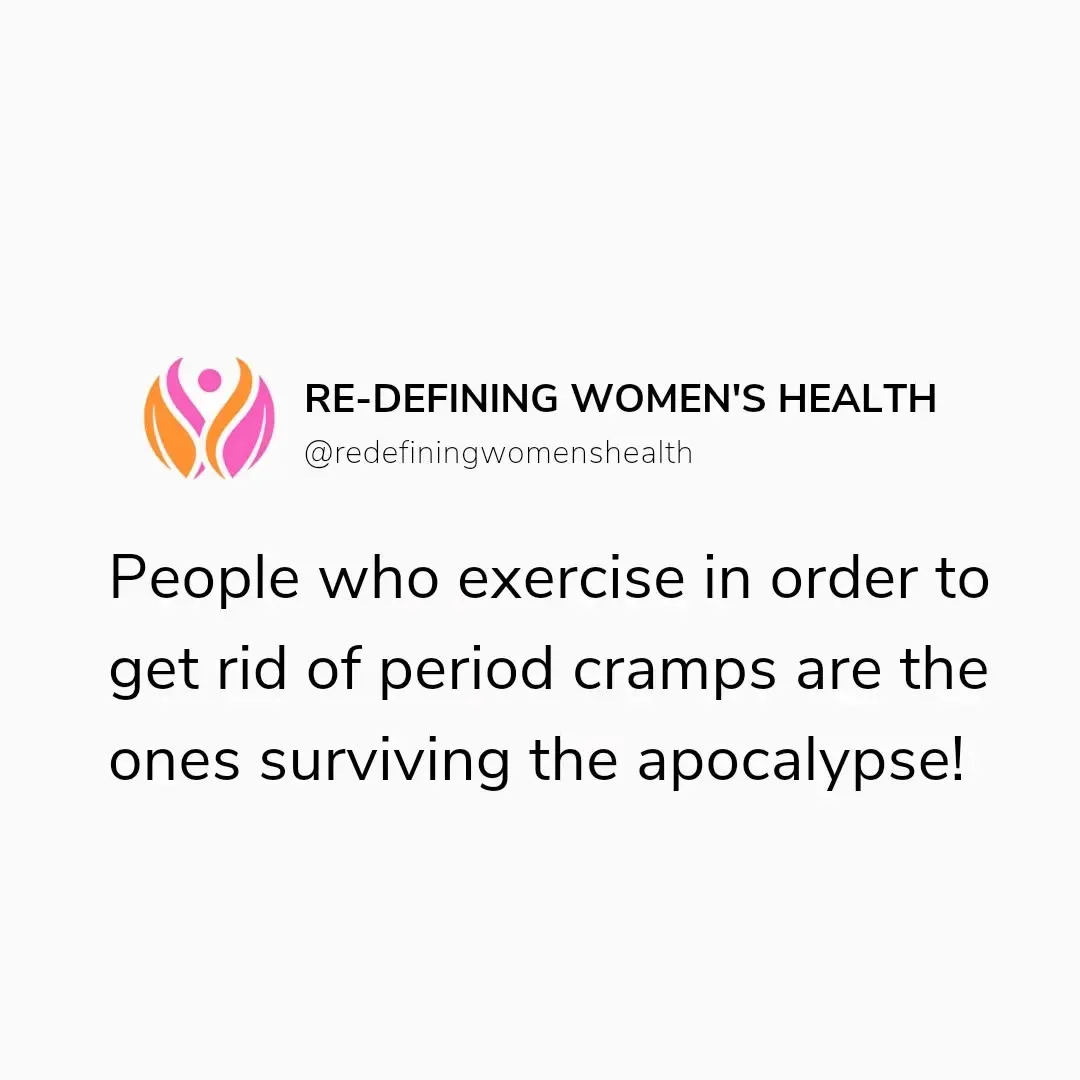 RE-DEFINING WOMEN'S HEALTH
@redefiningwomenshealth
People who exercise in order to
get rid of period cramps are the
ones surviving the apocalypse!